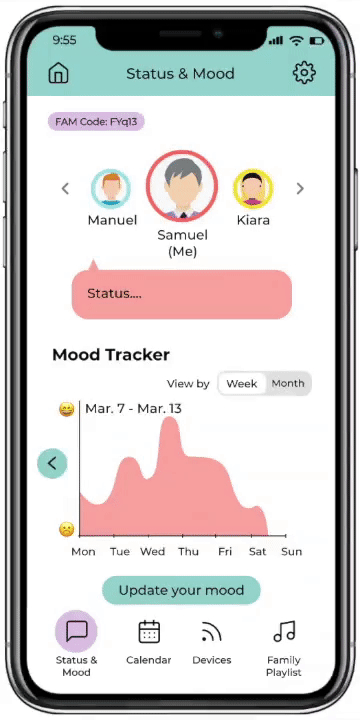 9:55
Status & Mood
FAM Code: FYq13
Manuel
Samuel
(Me)
Kiara
Status....
Mood Tracker
View by Week Month
Mar. 7 - Mar. 13
Mon Tue Wed Thu Fri Sat Sun
Update your mood
Status &
Mood
Calendar
Devices
Family
Playlist